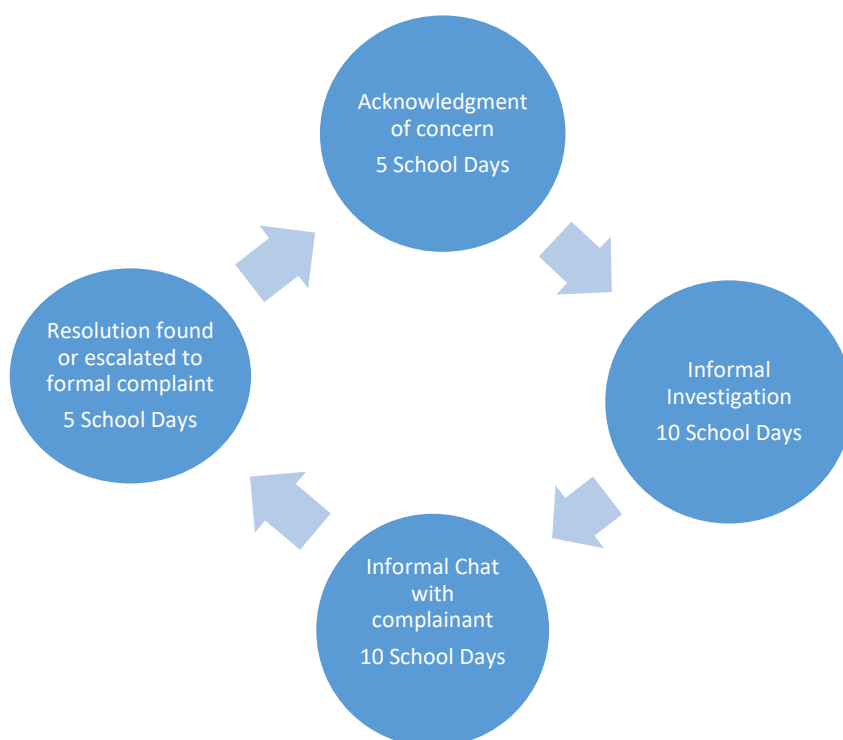 Acknowledgment
of concern
5 School Days
Informal
Investigation
10 School Days
Informal Chat
with
complainant
10 School Days
Resolution found
or escalated to
formal complaint
5 School Days